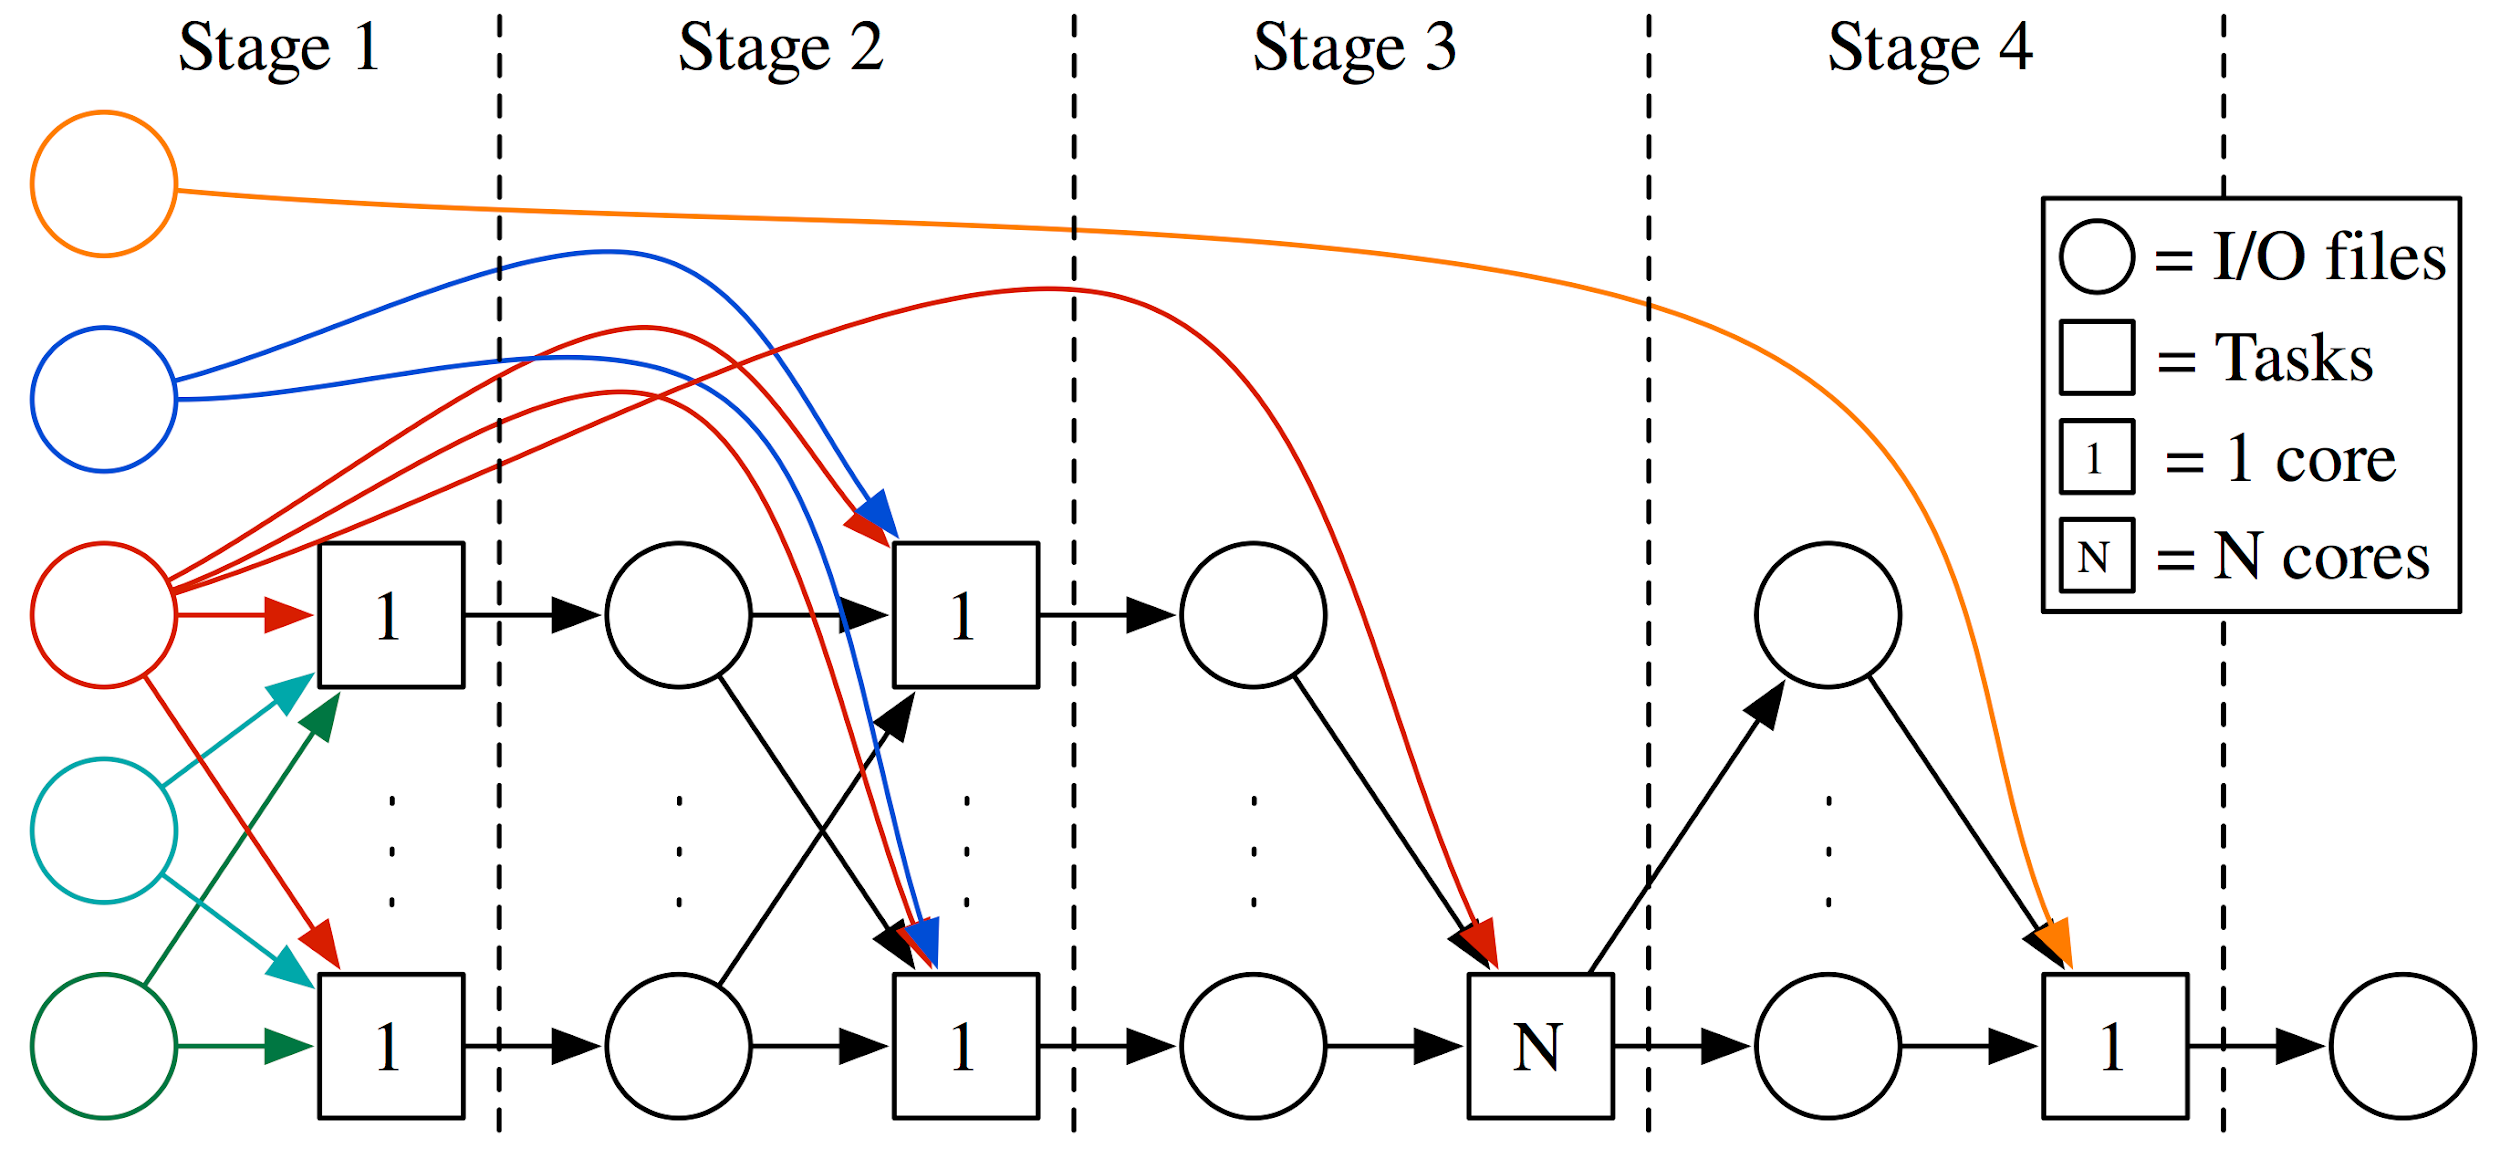 Stage 1
Stage 2
Stage 3
Stage 4
= I/O files
= Tasks
1 = 1 core
N = N cores
1
1
1
1
N
1